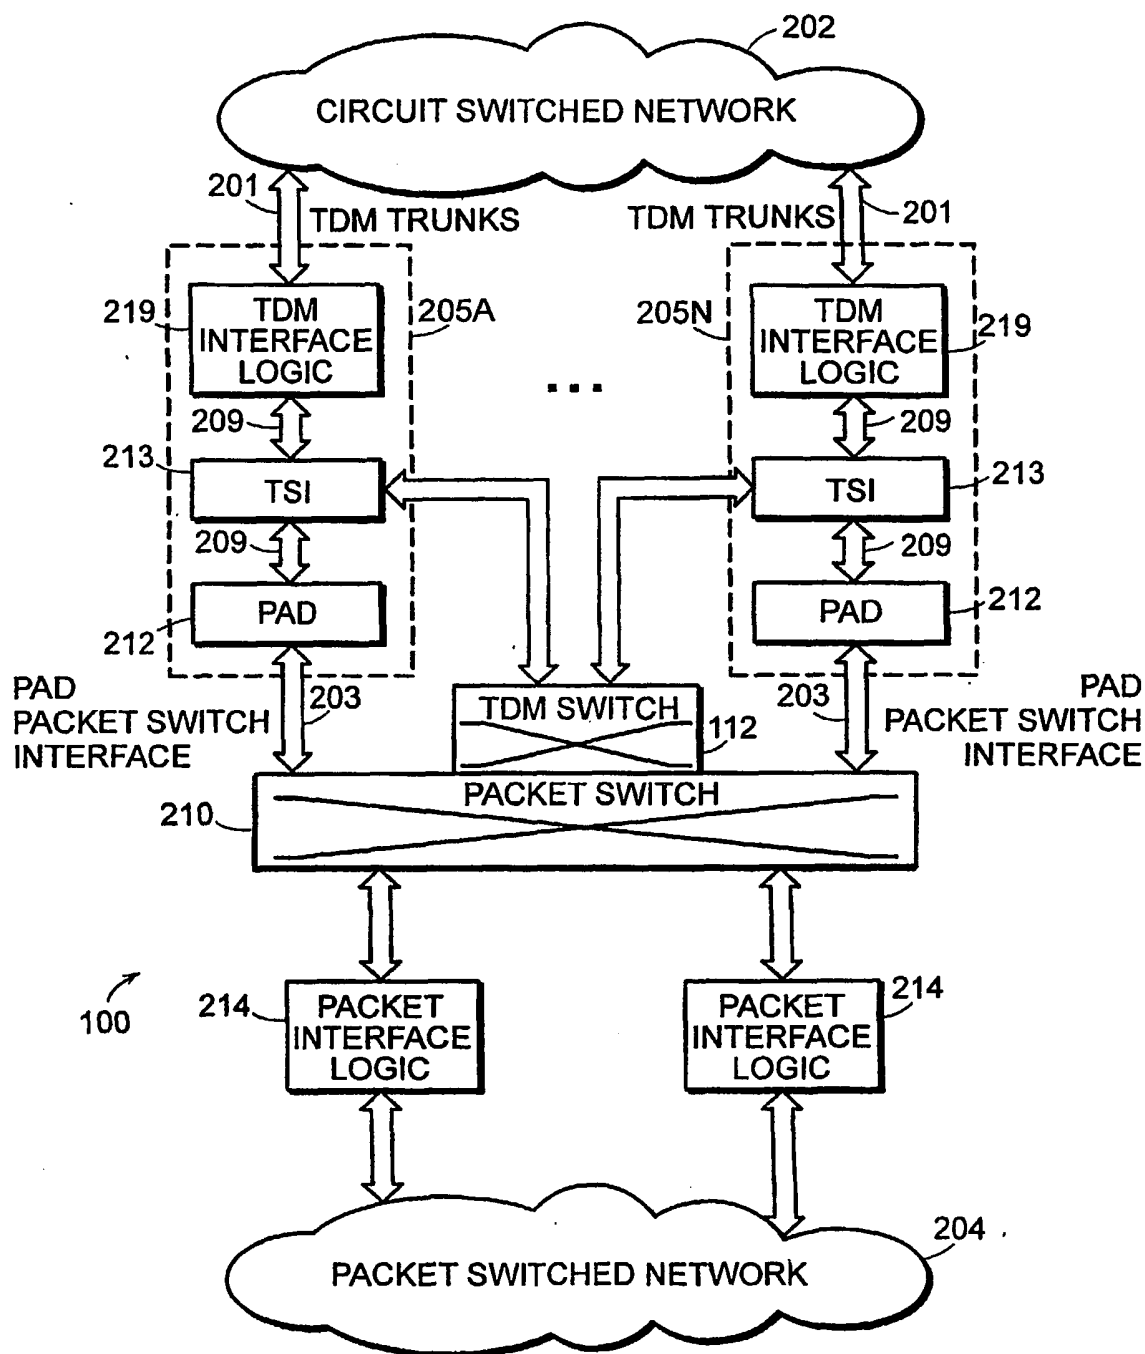 202
CIRCUIT SWITCHED NETWORK
201
TDM TRUNKS
TDM TRUNKS
201
219
TDM
INTERFACE
LOGIC
205A
205N
TDM
INTERFACE
LOGIC
219
209
...
209
213
TSI
TSI
213
209
209
212
PAD
PAD
212
PAD
PACKET SWITCH
INTERFACE
203
TDM SWITCH
112
203
PAD
PACKET SWITCH
INTERFACE
210
PACKET SWITCH
100
214
PACKET
INTERFACE
LOGIC
PACKET
INTERFACE
LOGIC
214
204
PACKET SWITCHED NETWORK